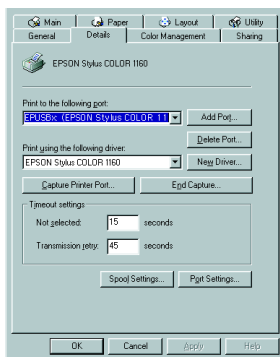 Main Paper Layout Utility
General Details Color Management Sharing
EPSON Stylus COLOR 1160
Print to the following port:
EPUSBx (EPSON Stylus COLOR 11 Add Port...
Delete Port...
Print using the following driver:
EPSON Stylus COLOR 1160 New Driver...
Capture Printer Port... End Capture...
Timeout settings
Not selected: 15 seconds
Transmission retry: 45 seconds
Spool Settings... Port Settings...
OK Cancel Apply Help